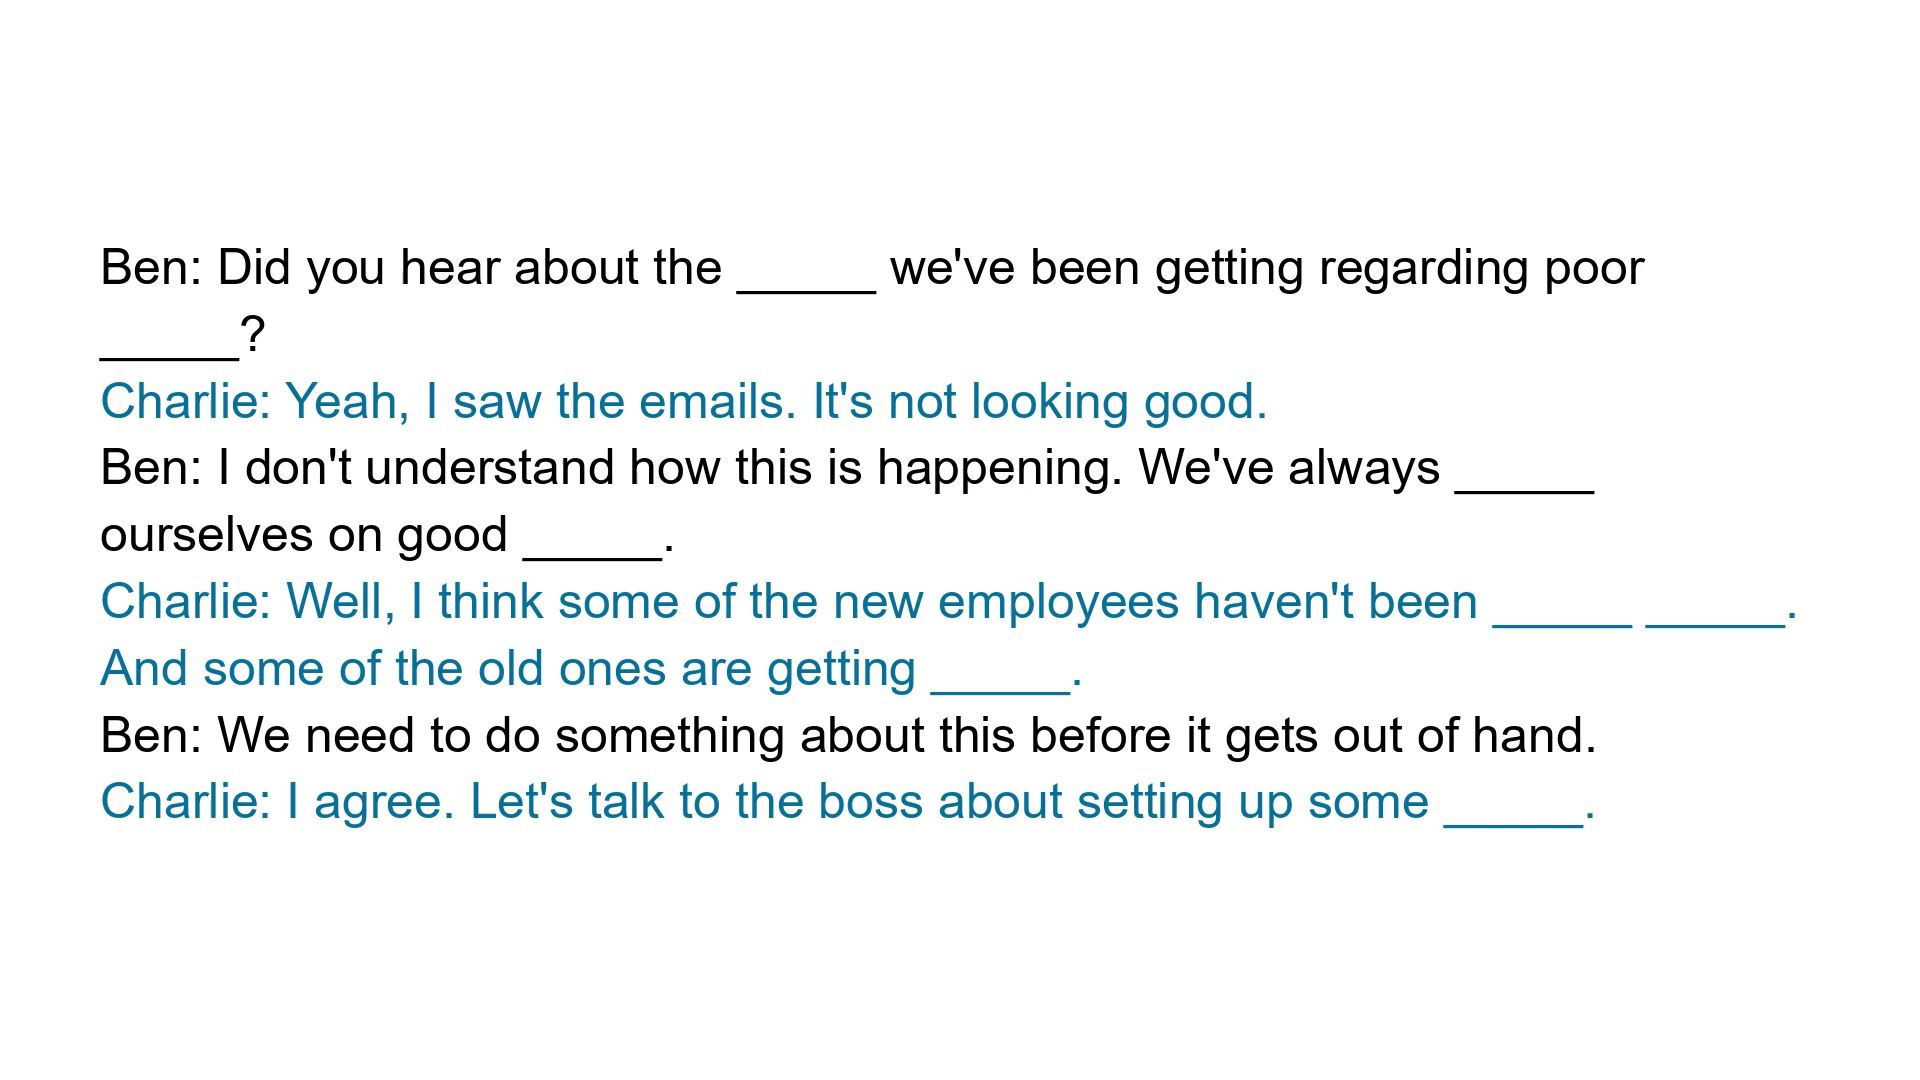 Ben: Did you hear about the _____ we've been getting regarding poor
_____?
Charlie: Yeah, I saw the emails. It's not looking good.
Ben: I don't understand how this is happening. We've always _____
ourselves on good _____.
Charlie: Well, I think some of the new employees haven't been _____ _____.
And some of the old ones are getting _____.
Ben: We need to do something about this before it gets out of hand.
Charlie: I agree. Let's talk to the boss about setting up some _____.